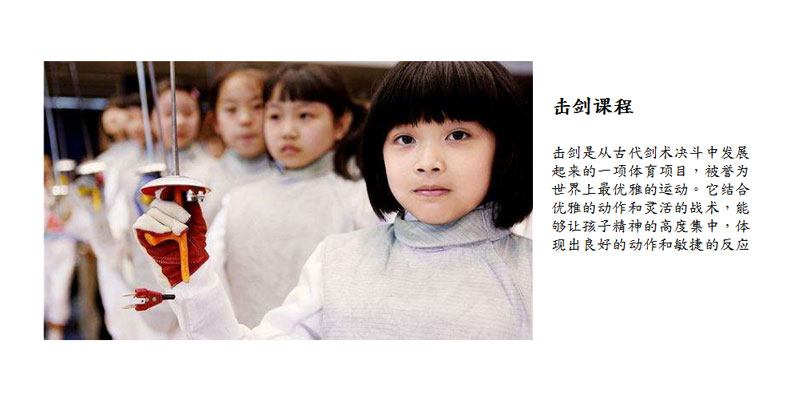 击剑课程
击剑是从古代剑术决斗中发展
起来的一项体育项目，被誉为
世界上最优雅的运动。它结合
优雅的动作和灵活的战术，能
够让孩子精神的高度集中，体
现出良好的动作和敏捷的反应